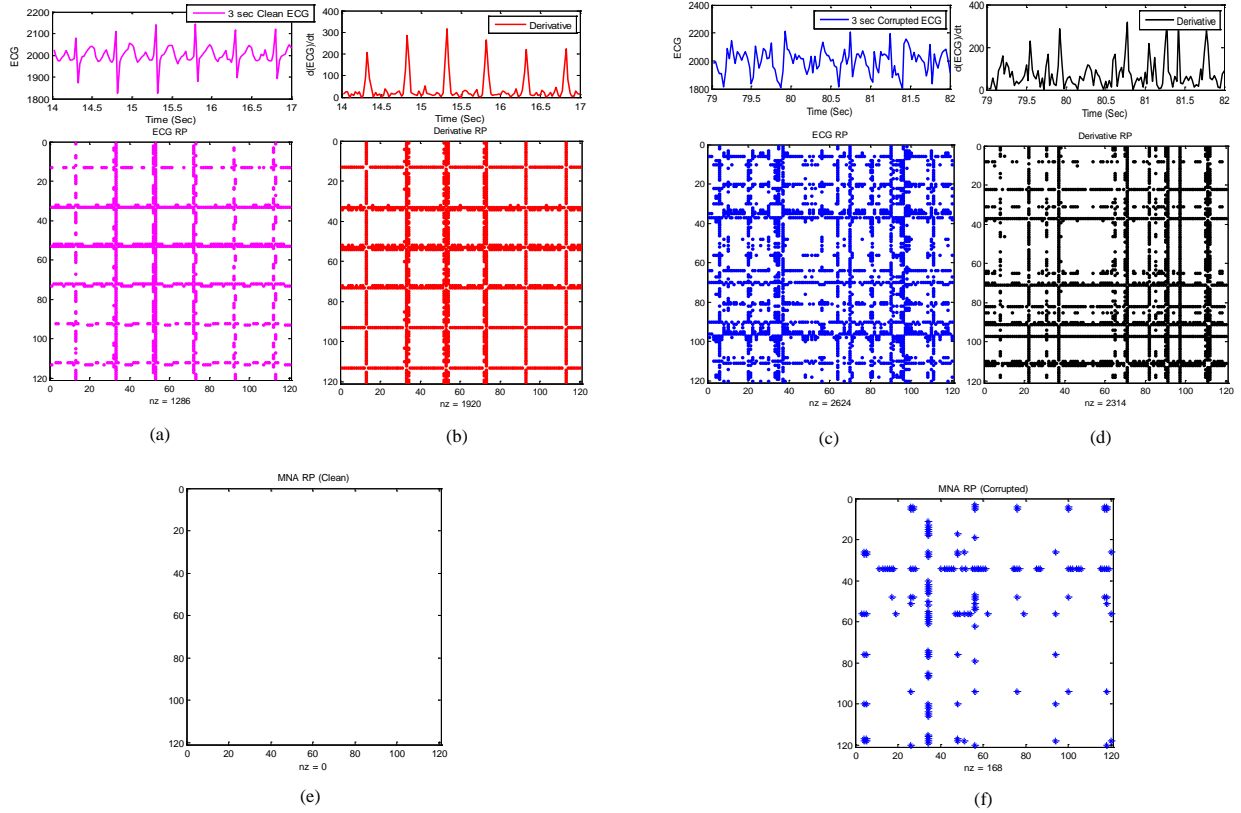 3 sec Clean ECG
ECG
2200
2100
2000
1900
1800
14 14.5 15 15.5 16 16.5 17
Time (Sec)
Derivative
d(ECG)/dt
400
300
200
100
0
14 14.5 15 15.5 16 16.5 17
Time (Sec)
3 sec Corrupted ECG
ECG
2400
2200
2000
1800
79 79.5 80 80.5 81 81.5 82
Time (Sec)
Derivative
d(ECG)/dt
400
300
200
100
0
79 79.5 80 80.5 81 81.5 82
Time (Sec)
ECG RP
0
20
40
60
80
100
120
0 20 40 60 80 100 120
nz = 1286
(a)
Derivative RP
0
20
40
60
80
100
120
0 20 40 60 80 100 120
nz = 1920
(b)
ECG RP
0
20
40
60
80
100
120
0 20 40 60 80 100 120
nz = 2624
(c)
Derivative RP
0
20
40
60
80
100
120
0 20 40 60 80 100 120
nz = 2314
(d)
MNA RP (Clean)
0
20
40
60
80
100
120
0 20 40 60 80 100 120
nz = 0
(e)
MNA RP (Corrupted)
0
20
40
60
80
100
120
0 20 40 60 80 100 120
nz = 168
(f)